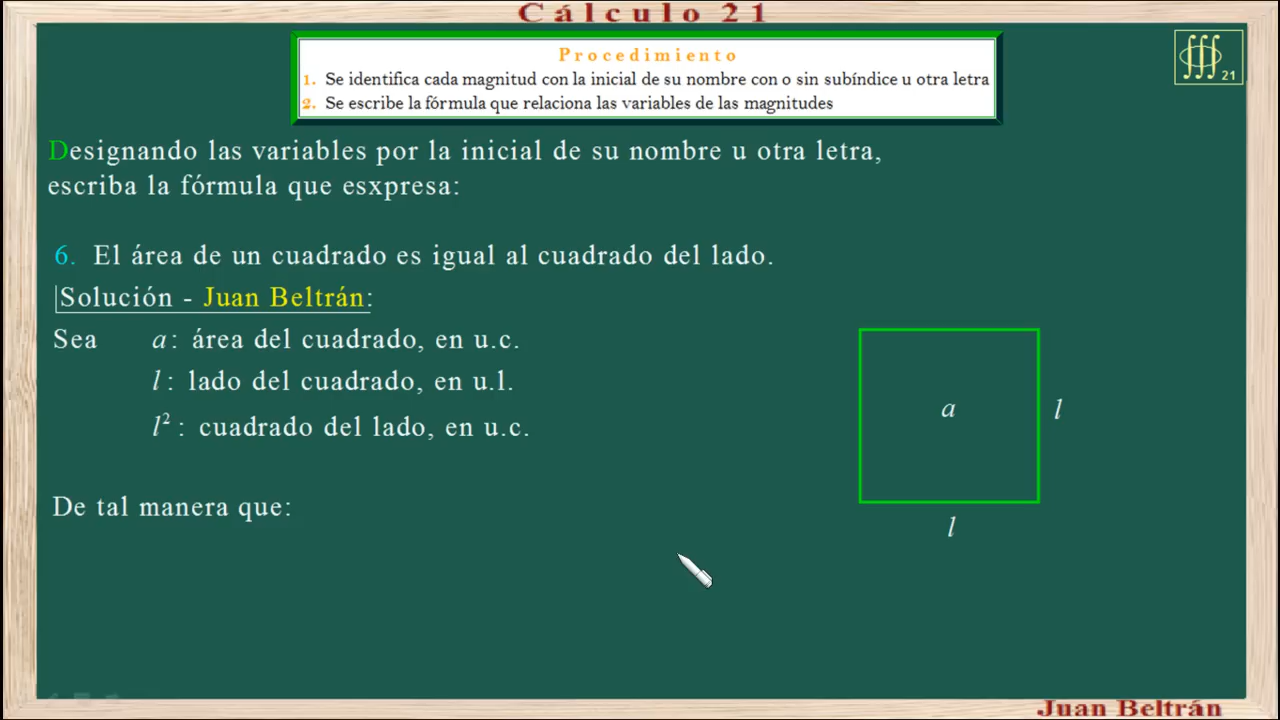 Cálculo 21
Procedimiento
1. Se identifica cada magnitud con la inicial de su nombre con o sin subíndice u otra letra
2. Se escribe la fórmula que relaciona las variables de las magnitudes
∫∫∫ 21
Designando las variables por la inicial de su nombre u otra letra,
escriba la fórmula que esxpresa:
6. El área de un cuadrado es igual al cuadrado del lado.
Solución - Juan Beltrán:
Sea a: área del cuadrado, en u.c.
l: lado del cuadrado, en u.l.
l²: cuadrado del lado, en u.c.
De tal manera que:
a
l
l
Juan Beltrán